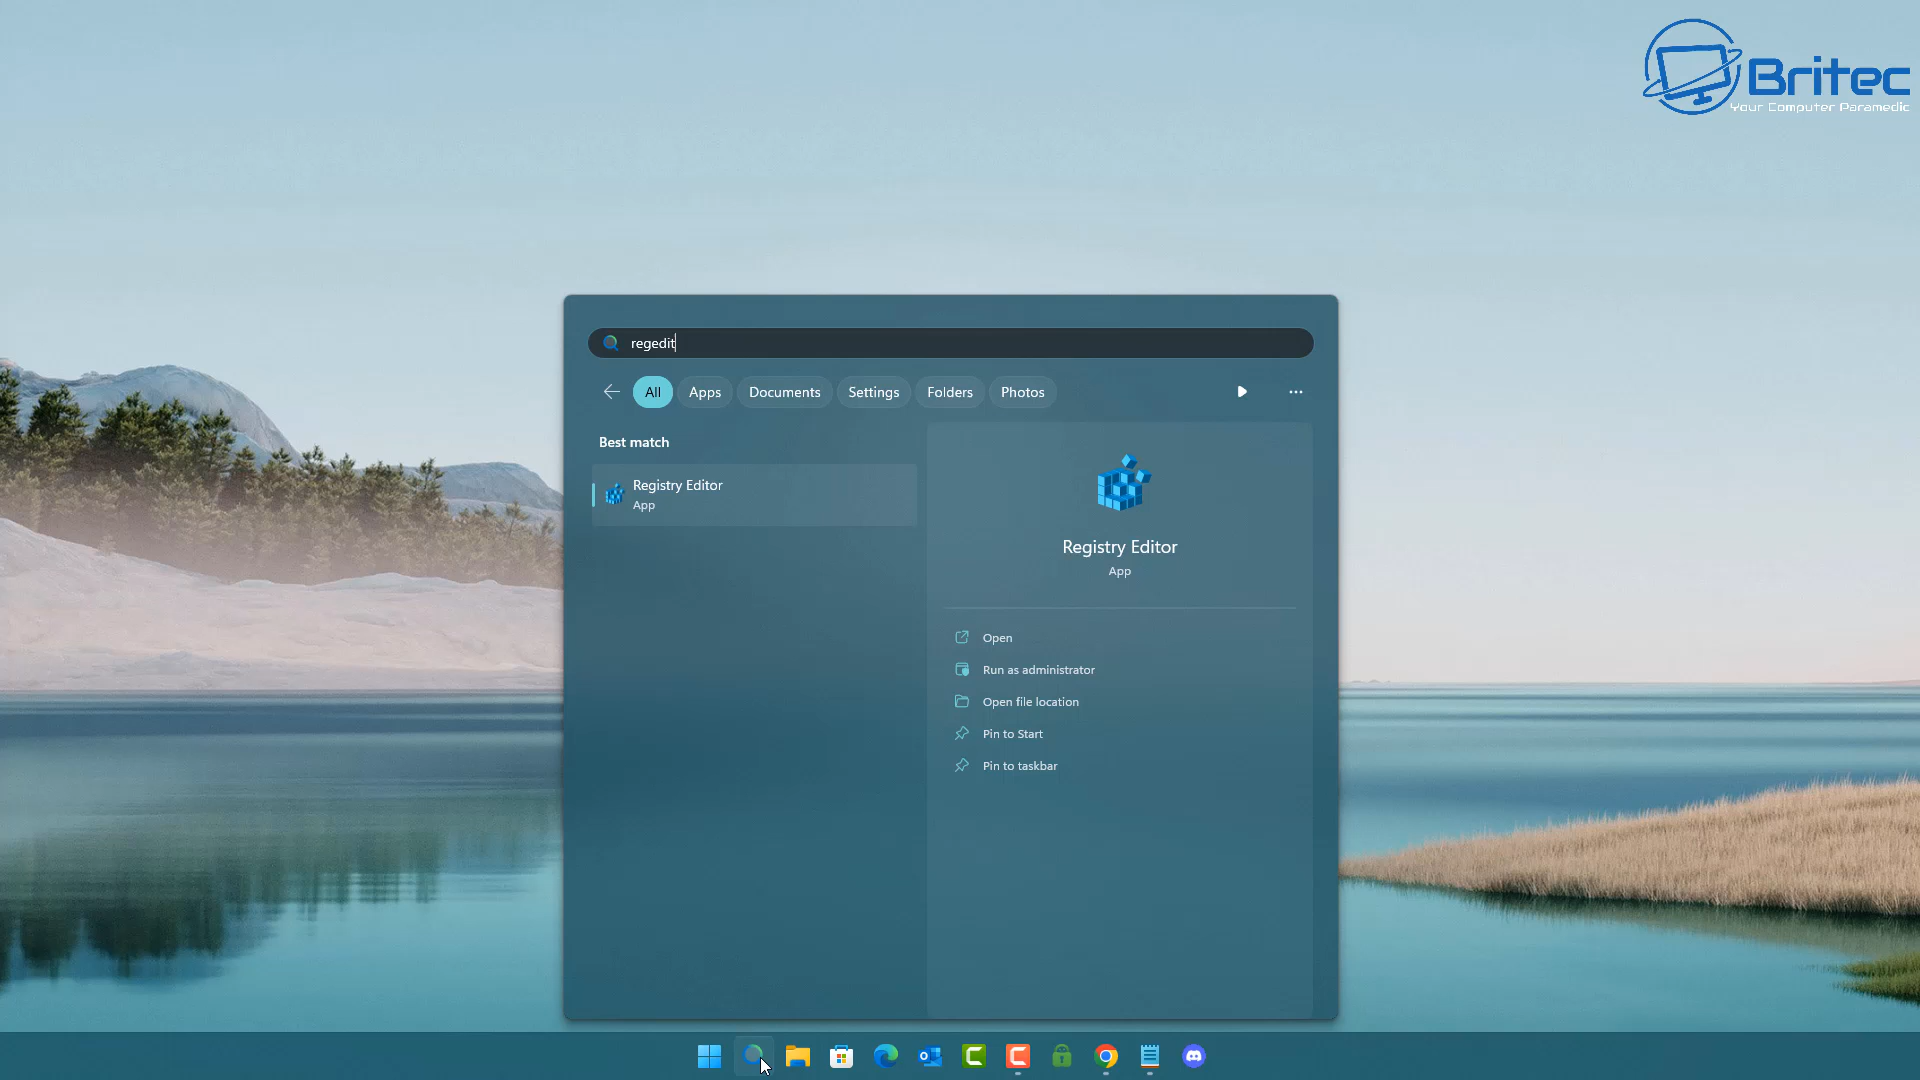 Britec
Your Computer Paramedic
regedit
All Apps Documents Settings Folders Photos
Best match
Registry Editor
App
Registry Editor
App
Open
Run as administrator
Open file location
Pin to Start
Pin to taskbar